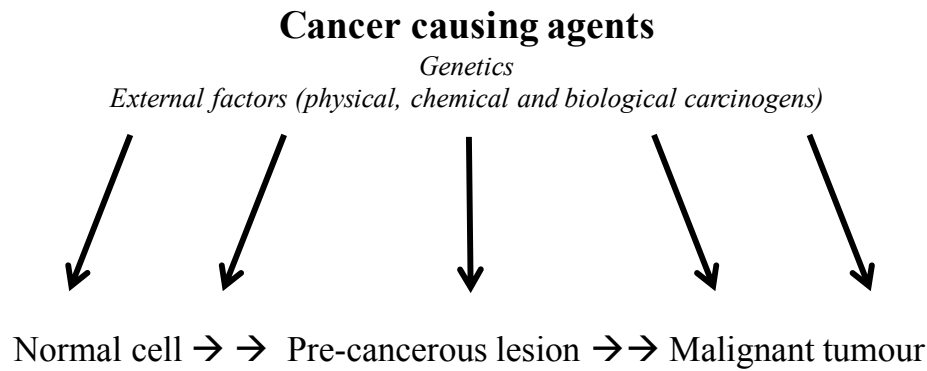 Cancer causing agents
Genetics
External factors (physical, chemical and biological carcinogens)
Normal cell → → Pre-cancerous lesion →→ Malignant tumour